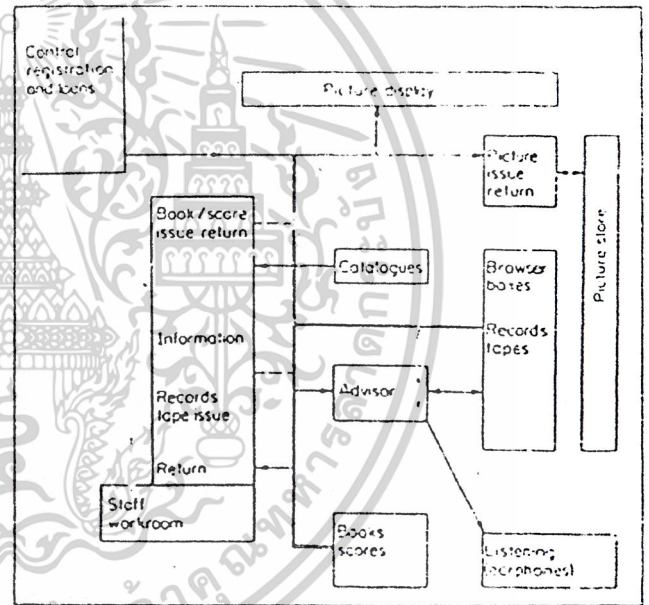 Control
registration
and loans
Picture display
Picture
issue
return
Picture store
Book/score
issue return
Catalogues
Browser
boxes
Records
tapes
Information
Advisor
Records
tape issue
Return
Staff
workroom
Books
scores
Listening
(earphones)